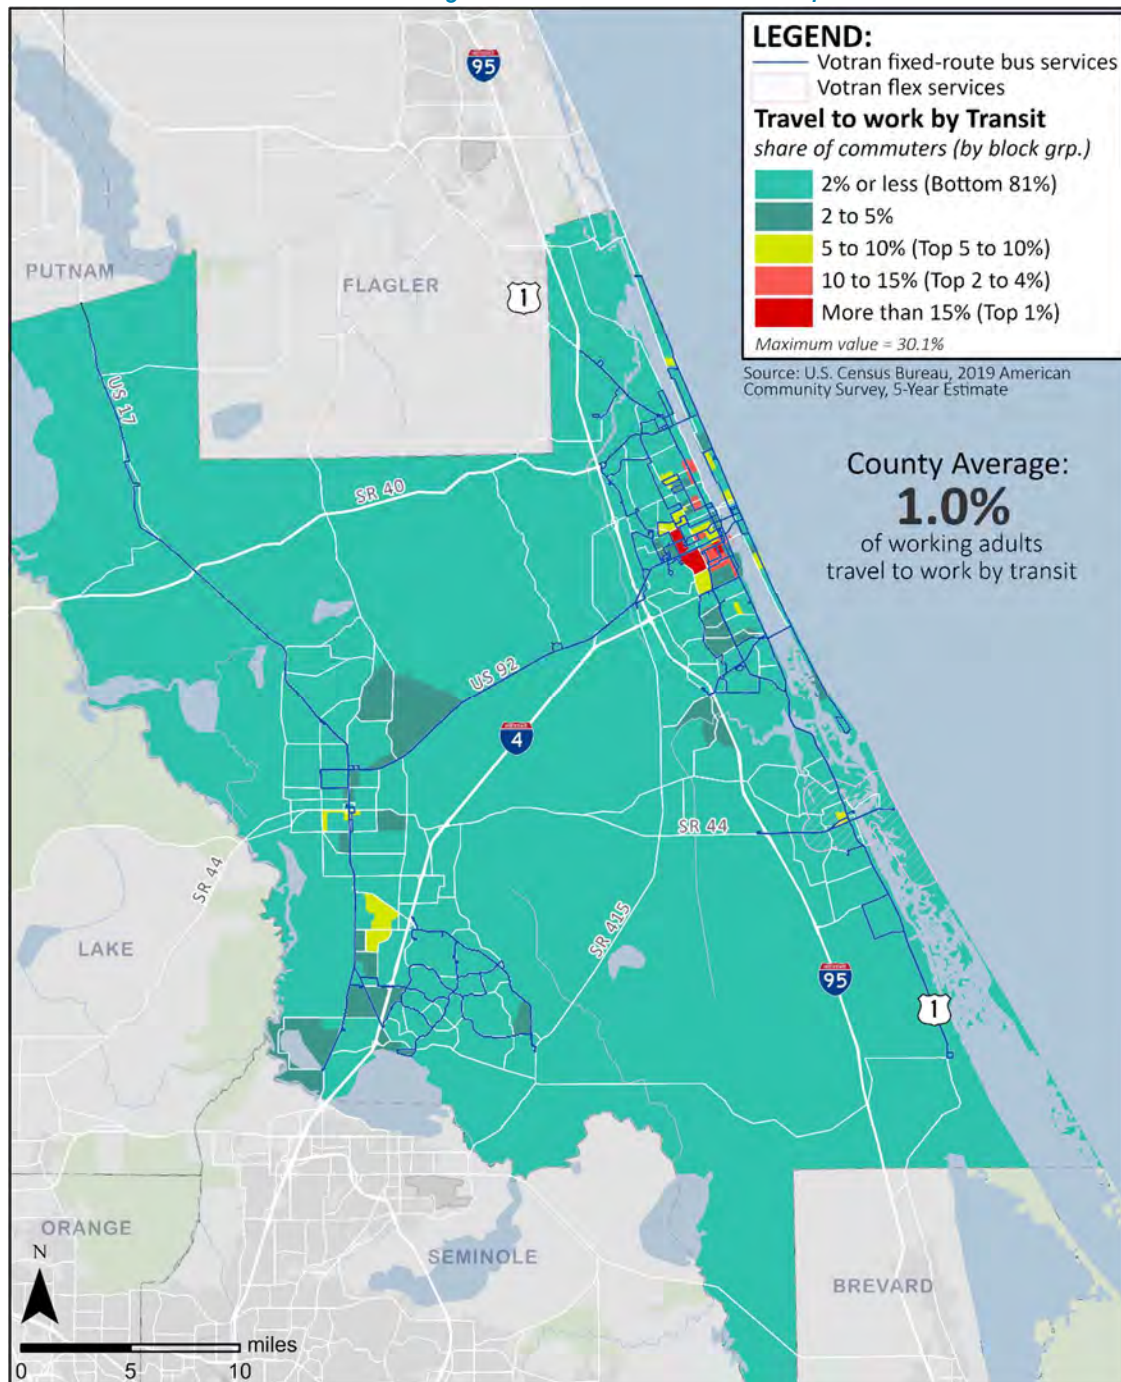 LEGEND:
Votran fixed-route bus services
Votran flex services
Travel to work by Transit
share of commuters (by block grp.)
2% or less (Bottom 81%)
2 to 5%
5 to 10% (Top 5 to 10%)
10 to 15% (Top 2 to 4%)
More than 15% (Top 1%)
Maximum value = 30.1%
Source: U.S. Census Bureau, 2019 American
Community Survey, 5-Year Estimate
County Average:
1.0%
of working adults
travel to work by transit
95
PUTNAM
FLAGLER
1
US 17
SR 40
US 92
4
SR 44
SR 44
SR 415
LAKE
95
1
ORANGE
SEMINOLE
BREVARD
N
miles
0 5 10